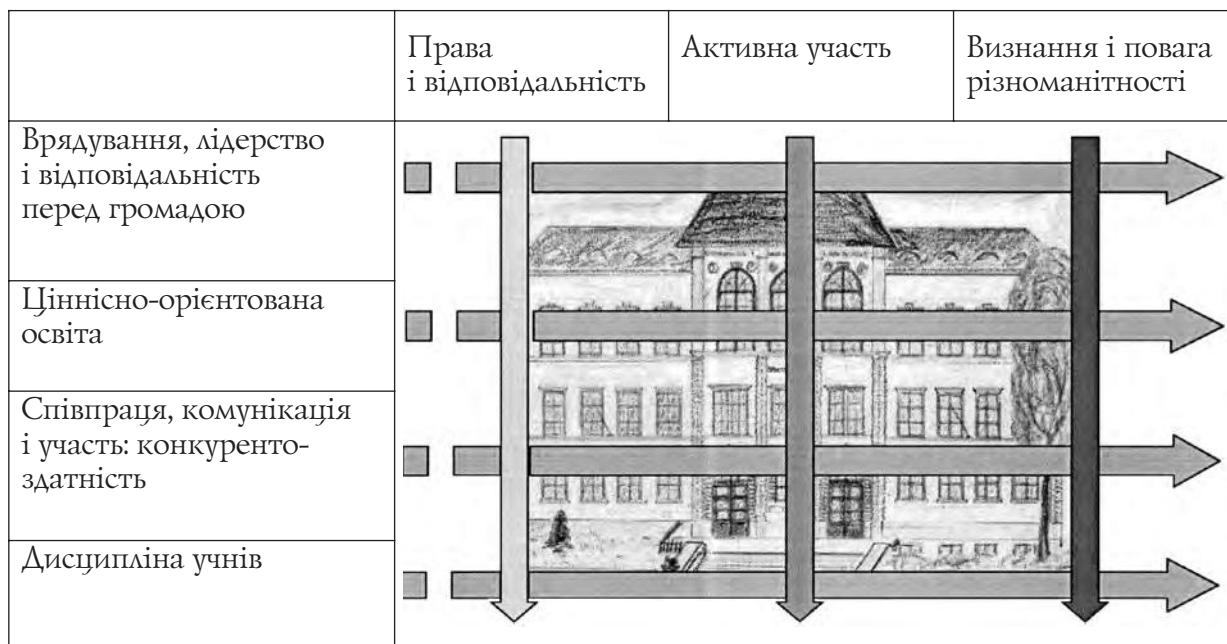 Права
і відповідальність
Активна участь
Визнання і повага
різноманітності
Врядування, лідерство
і відповідальність
перед громадою
Ціннісно-орієнтована
освіта
Співпраця, комунікація
і участь: конкуренто-
здатність
Дисципліна учнів